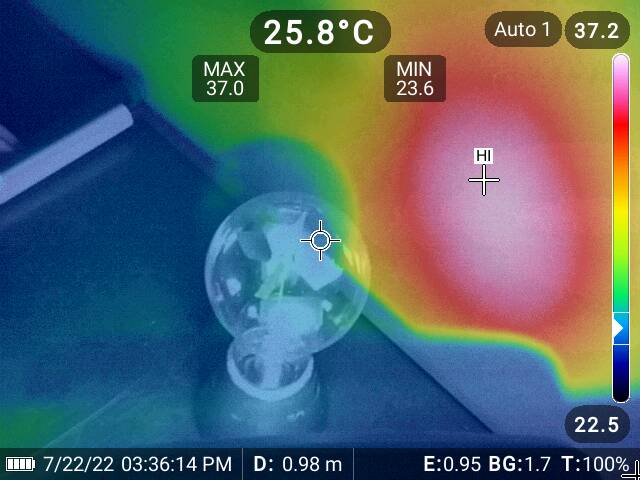 25.8°C
Auto 1
37.2
MAX
37.0
MIN
23.6
HI
22.5
7/22/22 03:36:14 PM
D: 0.98 m
E:0.95 BG:1.7 T:100%